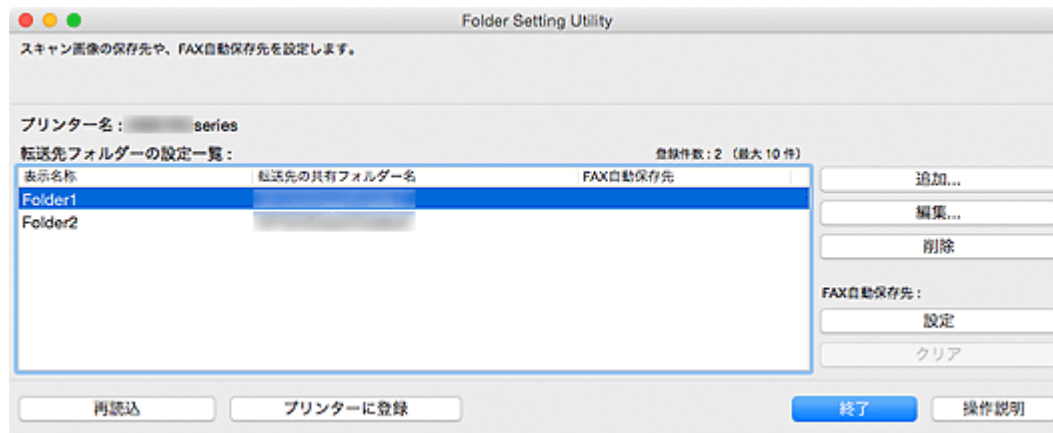 Folder Setting Utility
スキャン画像の保存先や、FAX自動保存先を設定します。
プリンター名: series
転送先フォルダーの設定一覧:
登録件数:2 (最大 10 件)
表示名称 転送先の共有フォルダー名 FAX自動保存先
Folder1
Folder2
追加...
編集...
削除
FAX自動保存先:
設定
クリア
再読込 プリンターに登録 終了 操作説明